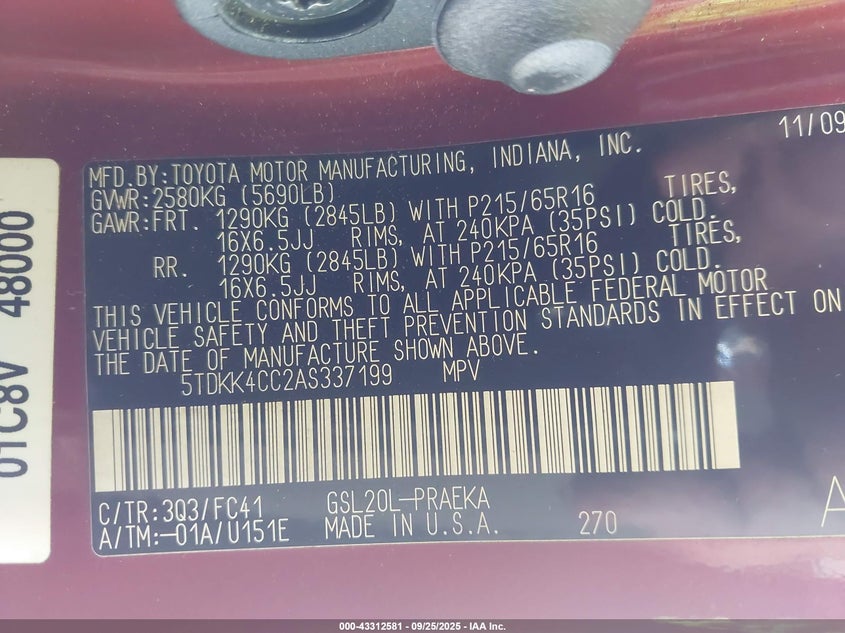 11/09
MFD.BY:TOYOTA MOTOR MANUFACTURING, INDIANA, INC.
GVWR:2580KG (5690LB)
GAWR:FRT. 1290KG (2845LB) WITH P215/65R16 TIRES,
16X6.5JJ RIMS, AT 240KPA (35PSI) COLD.
RR. 1290KG (2845LB) WITH P215/65R16 TIRES,
16X6.5JJ RIMS, AT 240KPA (35PSI) COLD.
THIS VEHICLE CONFORMS TO ALL APPLICABLE FEDERAL MOTOR
VEHICLE SAFETY AND THEFT PREVENTION STANDARDS IN EFFECT ON
THE DATE OF MANUFACTURE SHOWN ABOVE.
5TDKK4CC2AS337199 MPV
C/TR:3Q3/FC41 GSL20L-PRAEKA
A/TM:-01A/U151E MADE IN U.S.A. 270
A
01C8V 48000
000-43312581 - 09/25/2025 - IAA Inc.